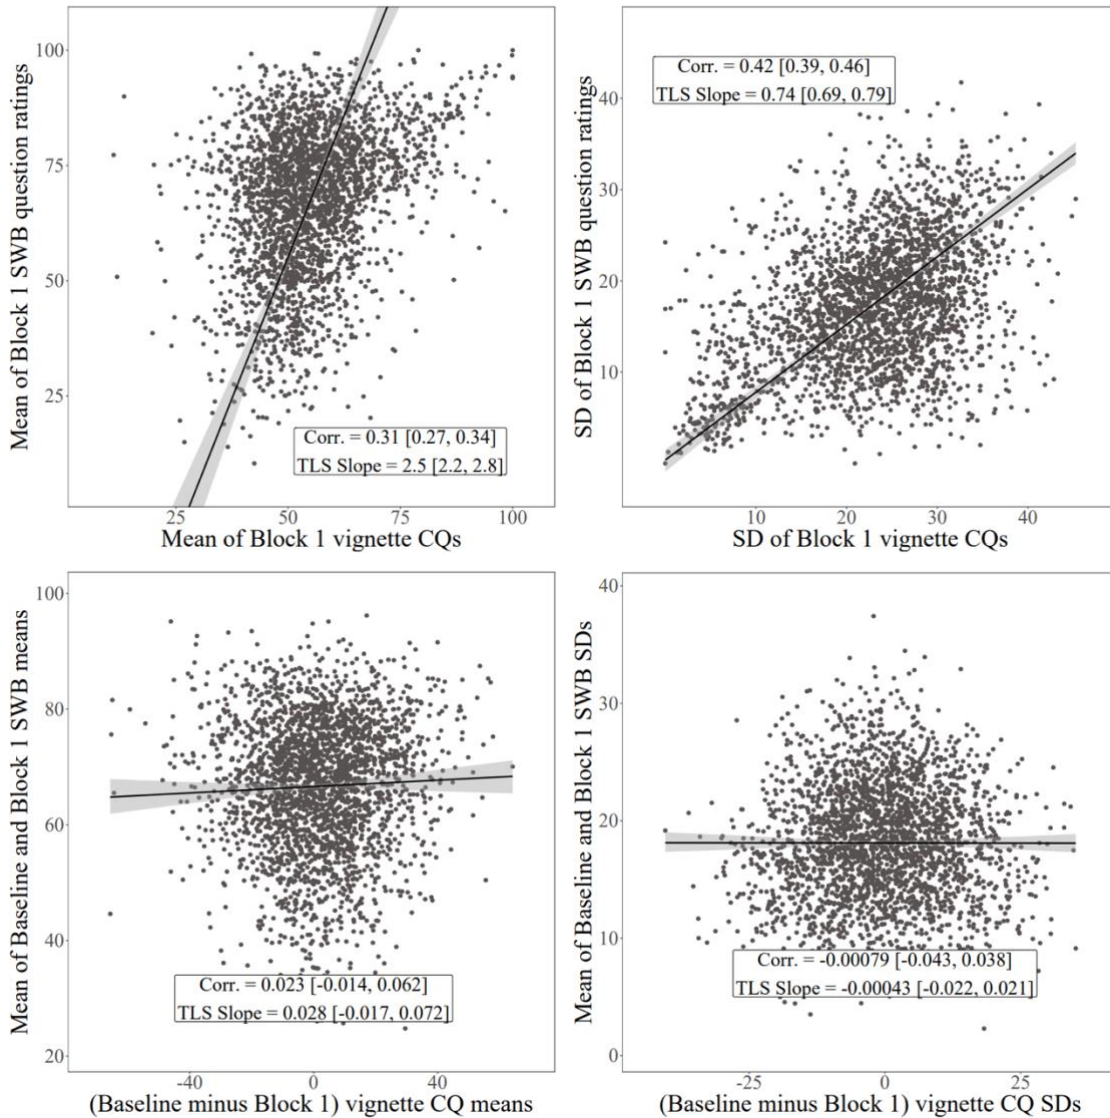 Mean of Block 1 SWB question ratings
100
75
50
25
Corr. = 0.31 [0.27, 0.34]
TLS Slope = 2.5 [2.2, 2.8]
25
50
75
100
Mean of Block 1 vignette CQs
SD of Block 1 SWB question ratings
40
30
20
10
Corr. = 0.42 [0.39, 0.46]
TLS Slope = 0.74 [0.69, 0.79]
10
20
30
40
SD of Block 1 vignette CQs
Mean of Baseline and Block 1 SWB means
100
80
60
40
20
Corr. = 0.023 [-0.014, 0.062]
TLS Slope = 0.028 [-0.017, 0.072]
-40
0
40
(Baseline minus Block 1) vignette CQ means
Mean of Baseline and Block 1 SWB SDs
40
30
20
10
0
Corr. = -0.00079 [-0.043, 0.038]
TLS Slope = -0.00043 [-0.022, 0.021]
-25
0
25
(Baseline minus Block 1) vignette CQ SDs